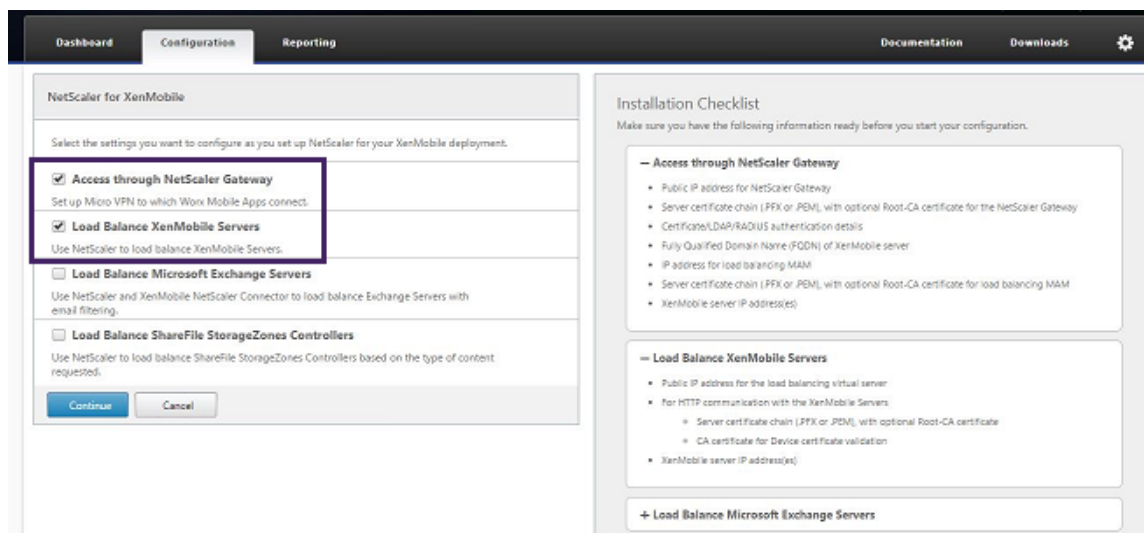 Dashboard Configuration Reporting Documentation Downloads
NetScaler for XenMobile
Select the settings you want to configure as you set up NetScaler for your XenMobile deployment.
Access through NetScaler Gateway
Set up Micro VPN to which Worx Mobile Apps connect.
Load Balance XenMobile Servers
Use NetScaler to load balance XenMobile Servers.
Load Balance Microsoft Exchange Servers
Use NetScaler and XenMobile NetScaler Connector to load balance Exchange Servers with
email filtering.
Load Balance ShareFile StorageZones Controllers
Use NetScaler to load balance ShareFile StorageZones Controllers based on the type of content
requested.
Continue Cancel
Installation Checklist
Make sure you have the following information ready before you start your configuration.
— Access through NetScaler Gateway
• Public IP address for NetScaler Gateway
• Server certificate chain (.PFX or .PEM), with optional Root-CA certificate for the NetScaler Gateway
• Certificate/LDAP/RADIUS authentication details
• Fully Qualified Domain Name (FQDN) of XenMobile server
• IP address for load balancing MAM
• Server certificate chain (.PFX or .PEM), with optional Root-CA certificate for load balancing MAM
• XenMobile server IP address(es)
— Load Balance XenMobile Servers
• Public IP address for the load balancing virtual server
• For HTTP communication with the XenMobile Servers
Server certificate chain (.PFX or .PEM), with optional Root-CA certificate
CA certificate for Device certificate validation
• XenMobile server IP address(es)
+ Load Balance Microsoft Exchange Servers